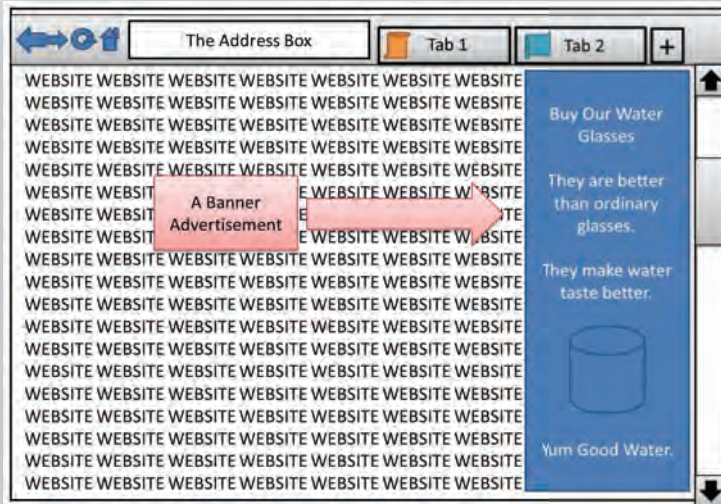 The Address Box
Tab 1
Tab 2
+
WEBSITE WEBSITE WEBSITE WEBSITE WEBSITE WEBSITE WEBSITE
WEBSITE WEBSITE WEBSITE WEBSITE WEBSITE WEBSITE WEBSITE
WEBSITE WEBSITE WEBSITE WEBSITE WEBSITE WEBSITE WEBSITE
WEBSITE WEBSITE WEBSITE WEBSITE WEBSITE WEBSITE WEBSITE
WEBSITE WEBSITE WEBSITE WEBSITE WEBSITE WEBSITE WEBSITE
WEBSITE WEBSIT E WEBSITE WEBSITE WEBSITE
WEBSITE WEBSIT E SITE
WEBSITE WEBSIT E WEBSITE WEBSITE WEBSITE
WEBSITE WEBSITE WEBSITE WEBSITE WEBSITE WEBSITE WEBSITE
WEBSITE WEBSITE WEBSITE WEBSITE WEBSITE WEBSITE WEBSITE
WEBSITE WEBSITE WEBSITE WEBSITE WEBSITE WEBSITE WEBSITE
WEBSITE WEBSITE WEBSITE WEBSITE WEBSITE WEBSITE WEBSITE
WEBSITE WEBSITE WEBSITE WEBSITE WEBSITE WEBSITE WEBSITE
WEBSITE WEBSITE WEBSITE WEBSITE WEBSITE WEBSITE WEBSITE
WEBSITE WEBSITE WEBSITE WEBSITE WEBSITE WEBSITE WEBSITE
WEBSITE WEBSITE WEBSITE WEBSITE WEBSITE WEBSITE WEBSITE
WEBSITE WEBSITE WEBSITE WEBSITE WEBSITE WEBSITE WEBSITE
WEBSITE WEBSITE WEBSITE WEBSITE WEBSITE WEBSITE WEBSITE
WEBSITE WEBSITE WEBSITE WEBSITE WEBSITE WEBSITE WEBSITE
A Banner
Advertisement
Buy Our Water
Glasses
They are better
than ordinary
glasses.
They make water
taste better.
Yum Good Water.